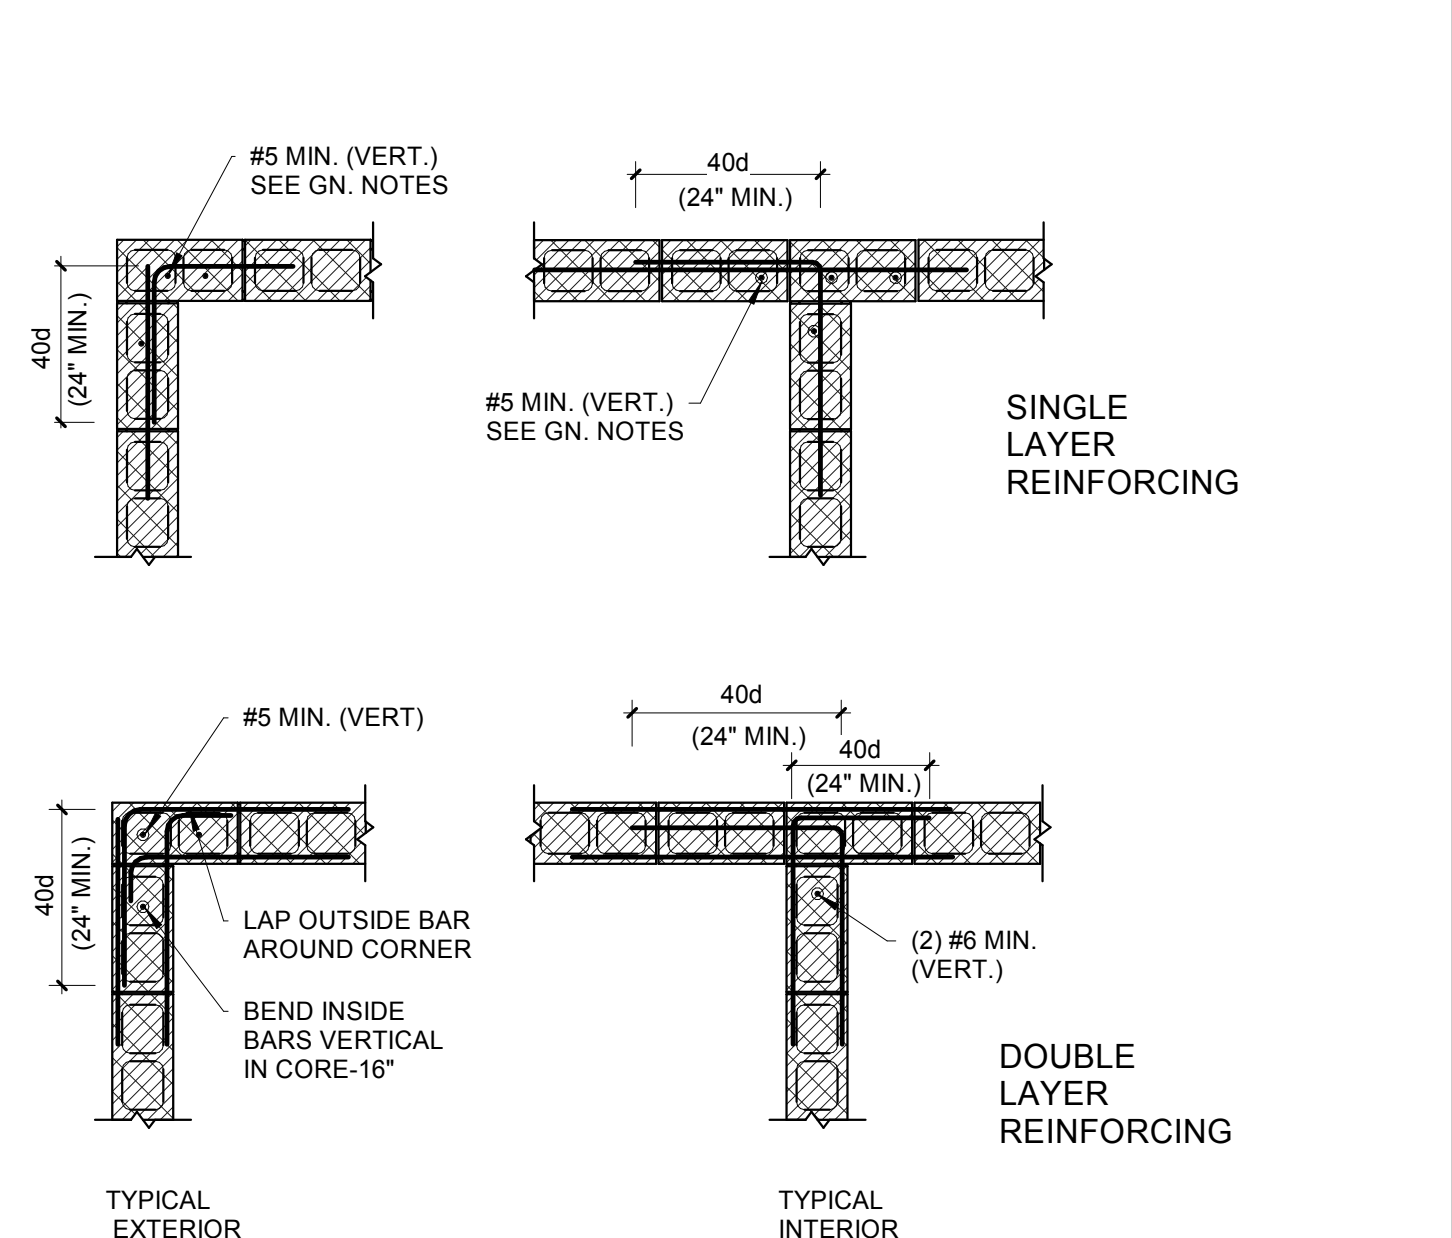 #5 MIN. (VERT.)
SEE GN. NOTES
40d
(24" MIN.)
40d
(24" MIN.)
#5 MIN. (VERT.)
SEE GN. NOTES
SINGLE
LAYER
REINFORCING
#5 MIN. (VERT)
40d
(24" MIN.)
40d
(24" MIN.)
40d
(24" MIN.)
LAP OUTSIDE BAR
AROUND CORNER
BEND INSIDE
BARS VERTICAL
IN CORE-16"
(2) #6 MIN.
(VERT.)
DOUBLE
LAYER
REINFORCING
TYPICAL
EXTERIOR
TYPICAL
INTERIOR